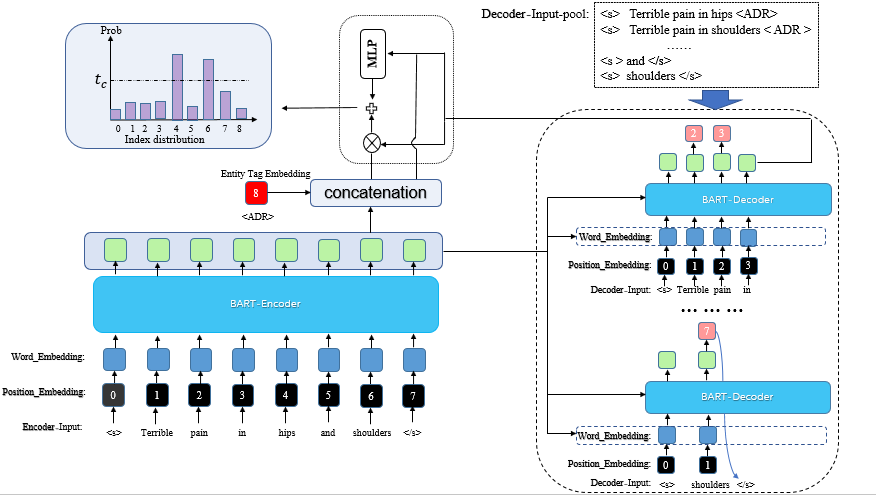 Prob
t_c
0 1 2 3 4 5 6 7 8
Index distribution
MLP
Entity Tag Embedding
8
<ADR>
concatenation
BART-Encoder
Word_Embedding:
Position_Embedding:
0 1 2 3 4 5 6 7
Encoder-Input:
<s> Terrible pain in hips and shoulders </s>
Decoder-Input-pool:
<s> Terrible pain in hips <ADR>
<s> Terrible pain in shoulders < ADR >
......
<s > and </s>
<s> shoulders </s>
2 3
BART-Decoder
Word_Embedding:
Position_Embedding:
0 1 2 3
Decoder-Input: <s> Terrible pain in
... ... ...
7
BART-Decoder
Word_Embedding:
Position_Embedding:
0 1
Decoder-Input: <s> shoulders </s>